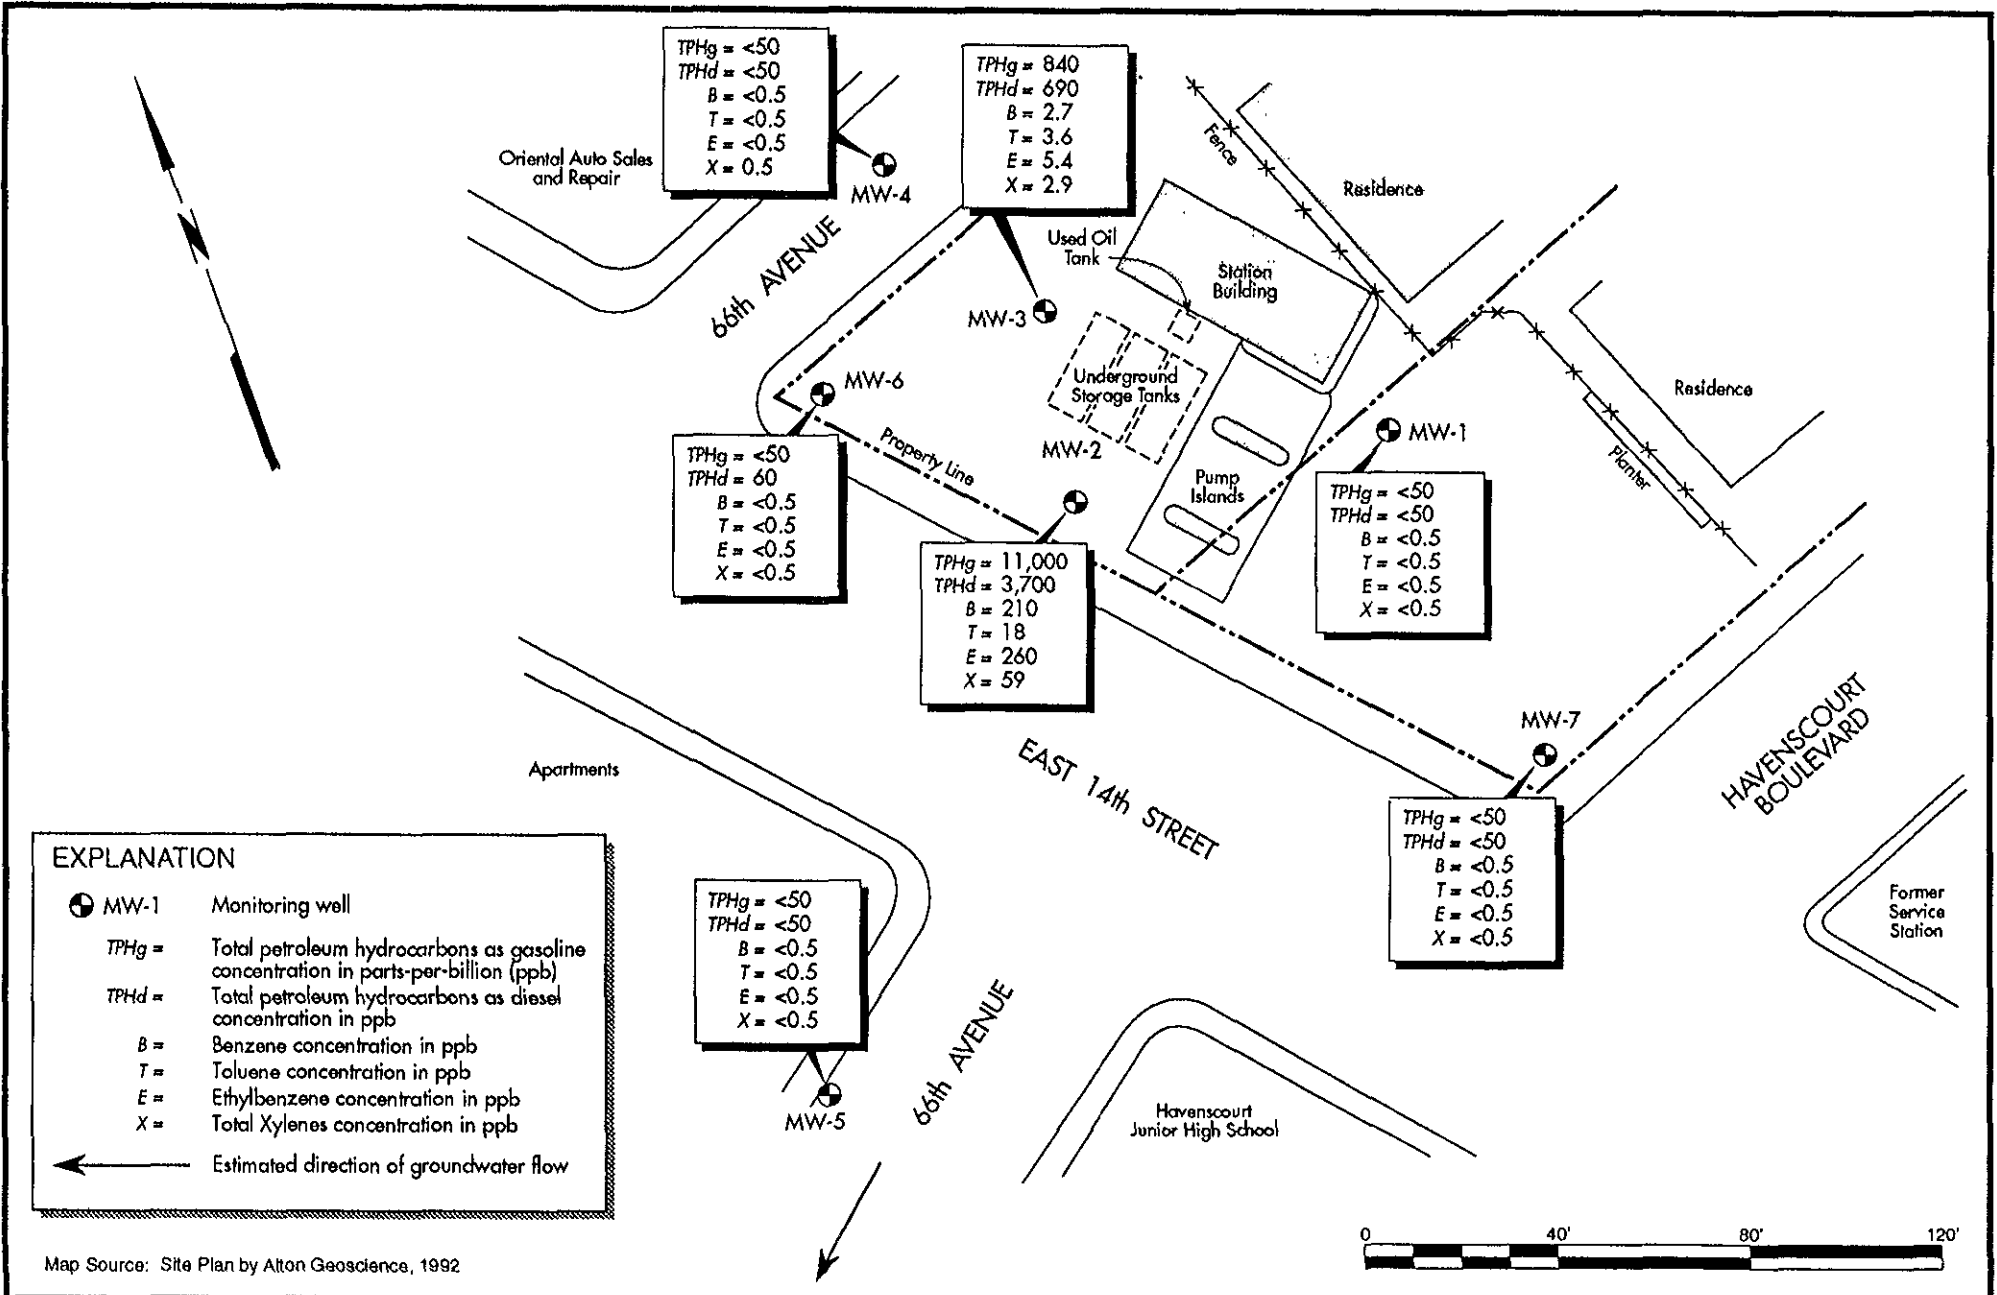 TPHg = <50
TPHd = <50
B = <0.5
T = <0.5
E = <0.5
X = 0.5
TPHg = 840
TPHd = 690
B = 2.7
T = 3.6
E = 5.4
X = 2.9
Oriental Auto Sales
and Repair
MW-4
66th AVENUE
Fence
Residence
Used Oil
Tank
Station
Building
MW-3
N
MW-6
Underground
Storage Tanks
Residence
MW-1
MW-2
Property Line
Pump
Islands
Planter
TPHg = <50
TPHd = 60
B = <0.5
T = <0.5
E = <0.5
X = <0.5
TPHg = <50
TPHd = <50
B = <0.5
T = <0.5
E = <0.5
X = <0.5
TPHg = 11,000
TPHd = 3,700
B = 210
T = 18
E = 260
X = 59
MW-7
HAVENSCOURT
BOULEVARD
EAST 14th STREET
Apartments
TPHg = <50
TPHd = <50
B = <0.5
T = <0.5
E = <0.5
X = <0.5
Former
Service
Station
TPHg = <50
TPHd = <50
B = <0.5
T = <0.5
E = <0.5
X = <0.5
MW-5
66th AVENUE
Havenscourt
Junior High School
EXPLANATION
MW-1 Monitoring well
TPHg = Total petroleum hydrocarbons as gasoline
concentration in parts-per-billion (ppb)
TPHd = Total petroleum hydrocarbons as diesel
concentration in ppb
B = Benzene concentration in ppb
T = Toluene concentration in ppb
E = Ethylbenzene concentration in ppb
X = Total Xylenes concentration in ppb
Estimated direction of groundwater flow
Map Source: Site Plan by Alton Geoscience, 1992
0 40' 80' 120'